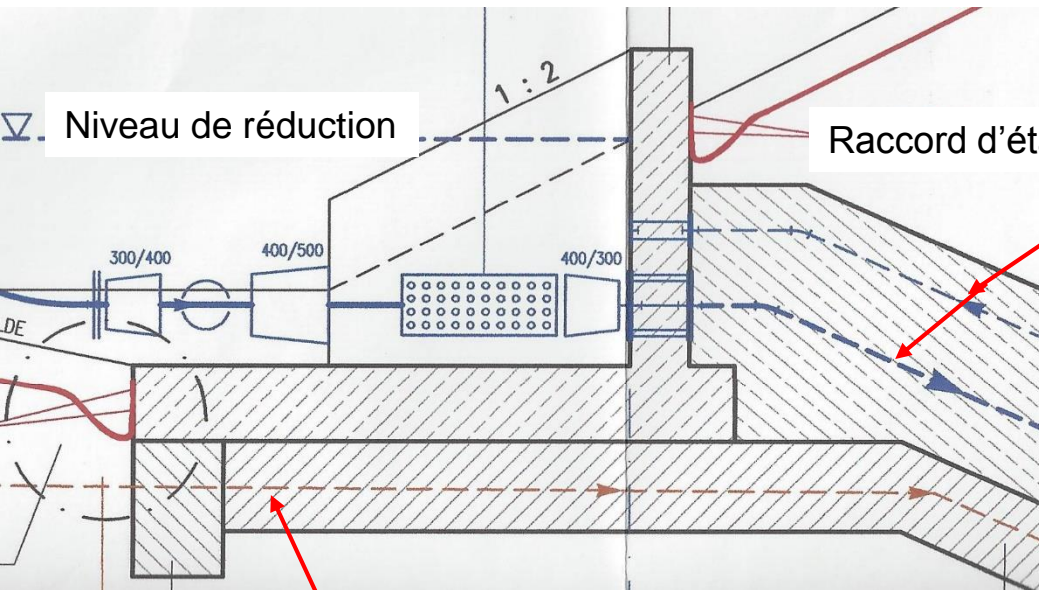 1 : 2
Niveau de réduction
Raccord d'ét
300/400
400/500
400/300
DE